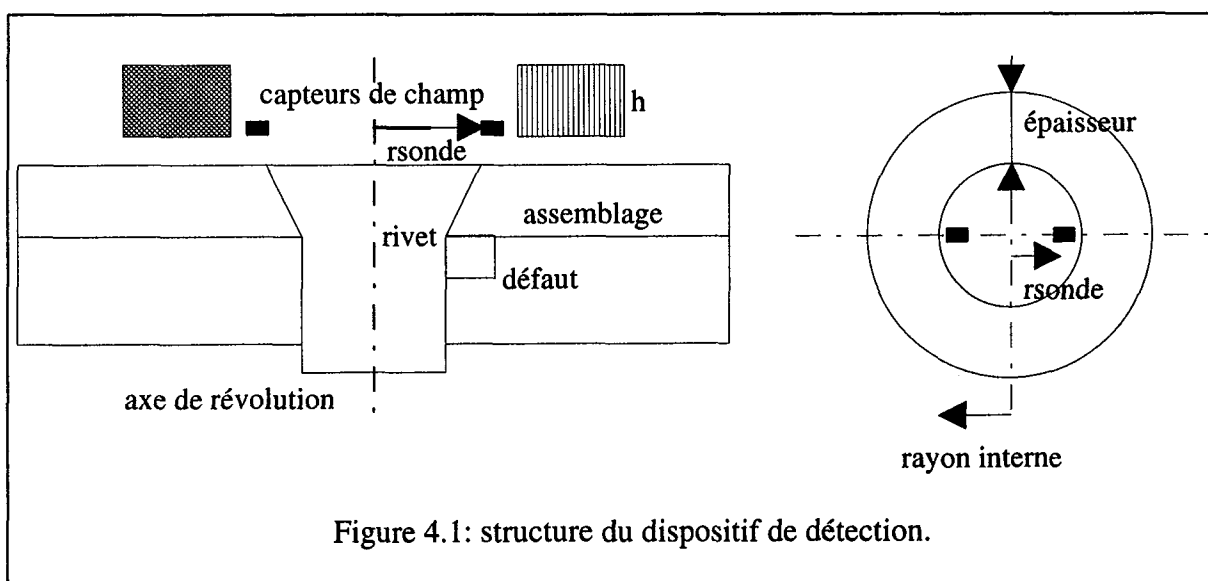 capteurs de champ
h
rsonde
assemblage
rivet
défaut
axe de révolution
épaisseur
rsonde
rayon interne
Figure 4.1: structure du dispositif de détection.